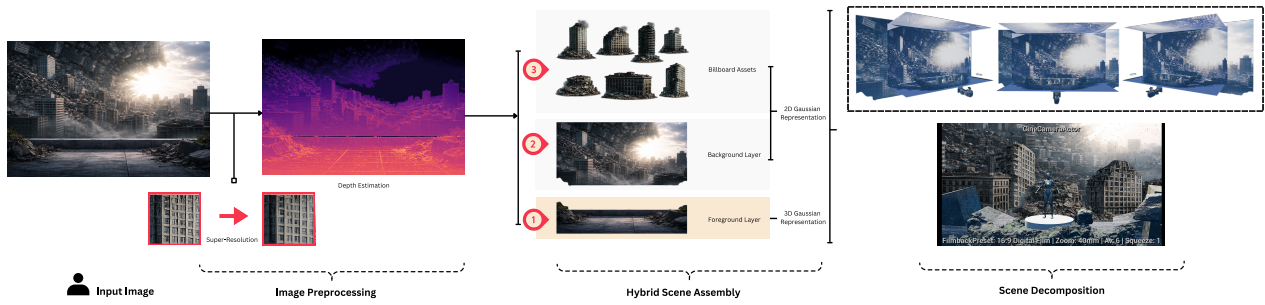 Depth Estimation
Super-Resolution
3
Billboard Assets
2
Background Layer
1
Foreground Layer
2D Gaussian
Representation
3D Gaussian
Representation
CineCameraActor
FilmbackPreset: 16:9 Digital Film | Zoom: 40mm | Av: 6 | Squeeze: 1
Input Image
Image Preprocessing
Hybrid Scene Assembly
Scene Decomposition